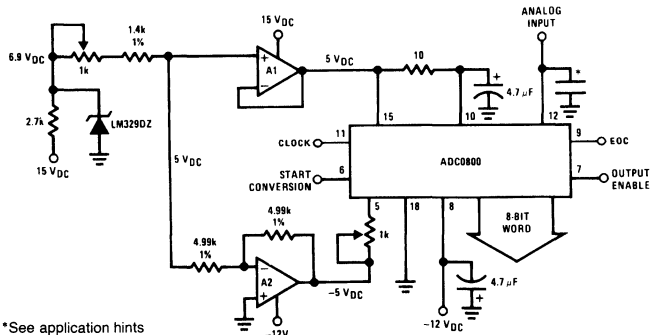 15 VDC
ANALOG
INPUT
1.4k
1%
6.9 VDC
1k
A1
5 VDC
10
4.7 µF
*
2.7k
LM329DZ
15
10
12
15 VDC
CLOCK
11
ADC0800
9
EOC
START
CONVERSION
6
7
OUTPUT
ENABLE
5 VDC
5
18
8
8-BIT
WORD
4.99k
1%
4.99k
1%
1k
A2
-5 VDC
4.7 µF
-12V
-12 VDC
*See application hints